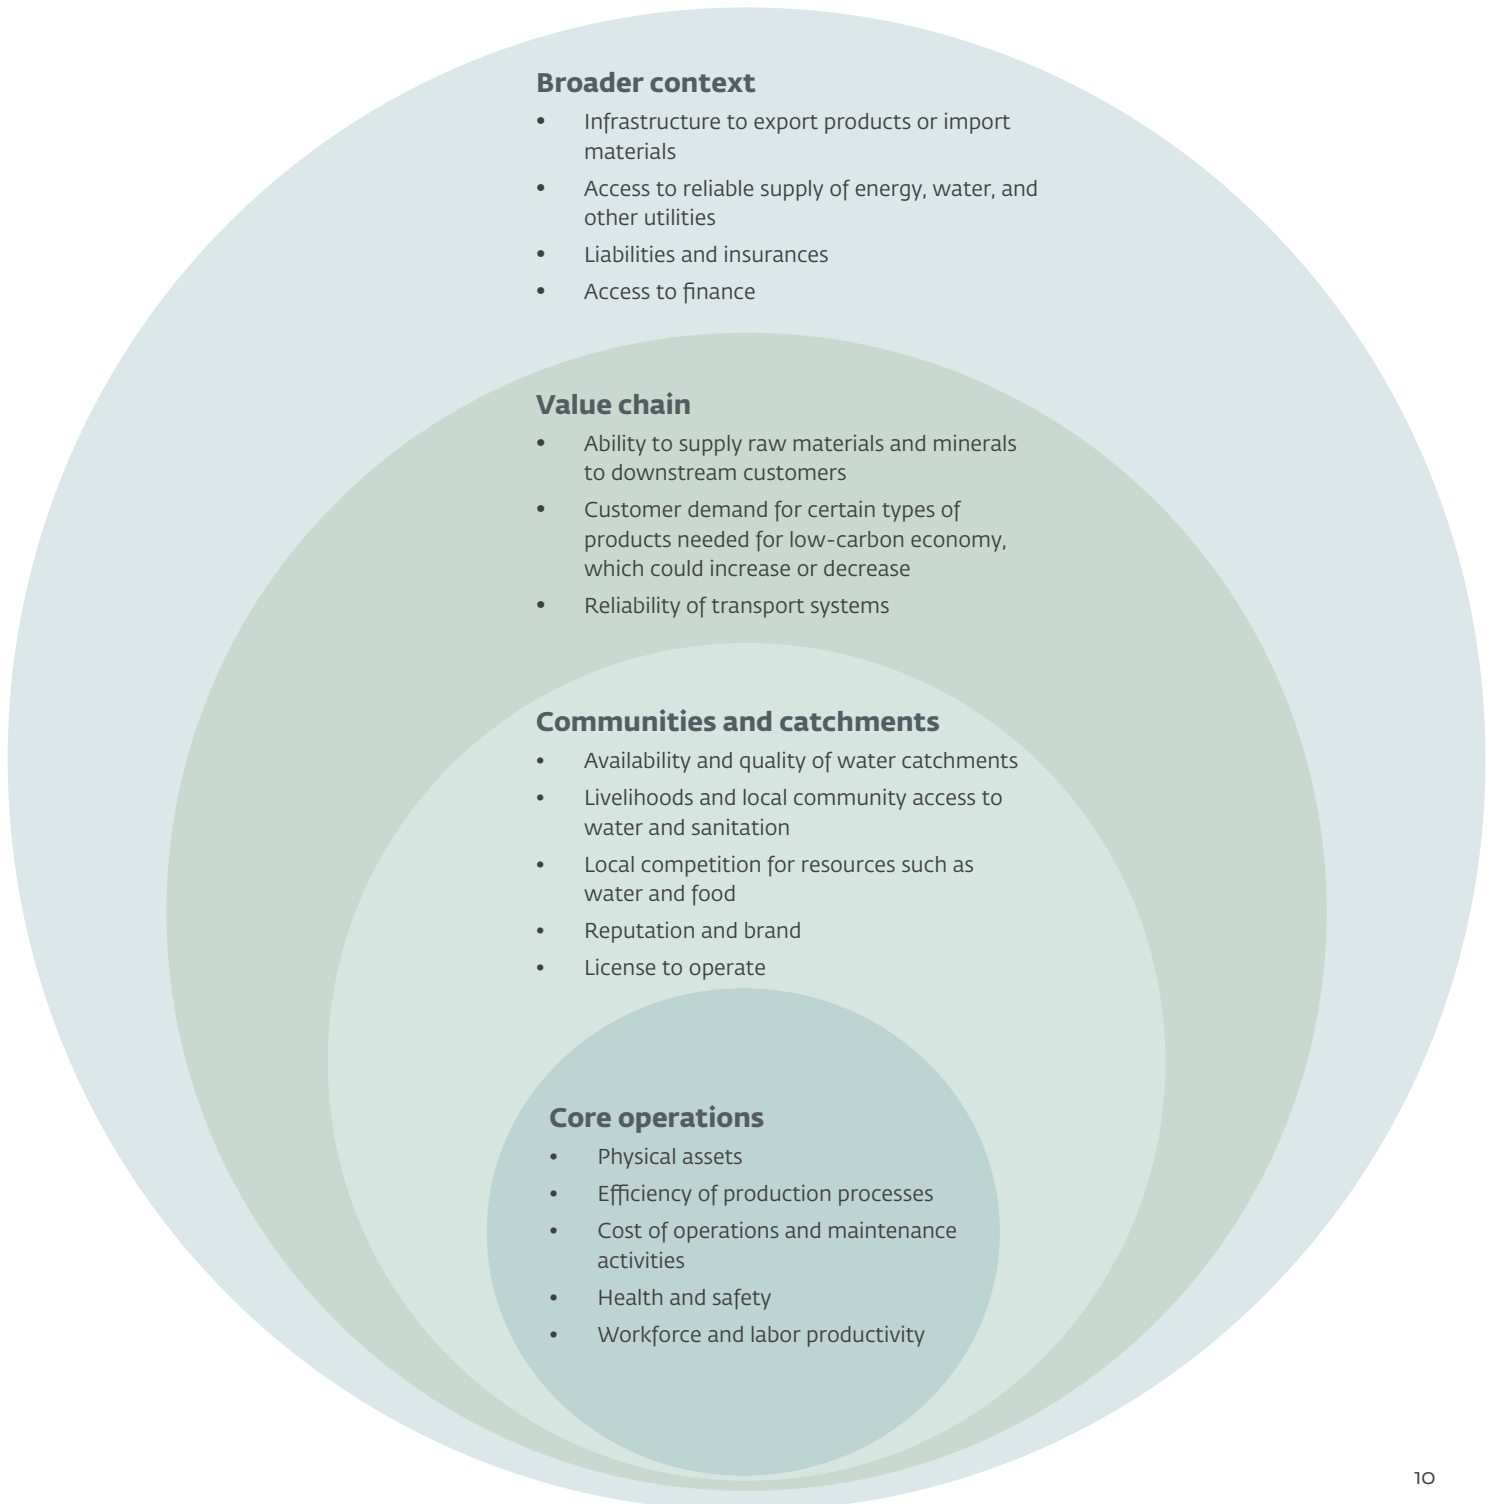 Broader context
• Infrastructure to export products or import
materials
• Access to reliable supply of energy, water, and
other utilities
• Liabilities and insurances
• Access to finance
Value chain
• Ability to supply raw materials and minerals
to downstream customers
• Customer demand for certain types of
products needed for low-carbon economy,
which could increase or decrease
• Reliability of transport systems
Communities and catchments
• Availability and quality of water catchments
• Livelihoods and local community access to
water and sanitation
• Local competition for resources such as
water and food
• Reputation and brand
• License to operate
Core operations
• Physical assets
• Efficiency of production processes
• Cost of operations and maintenance
activities
• Health and safety
• Workforce and labor productivity
10